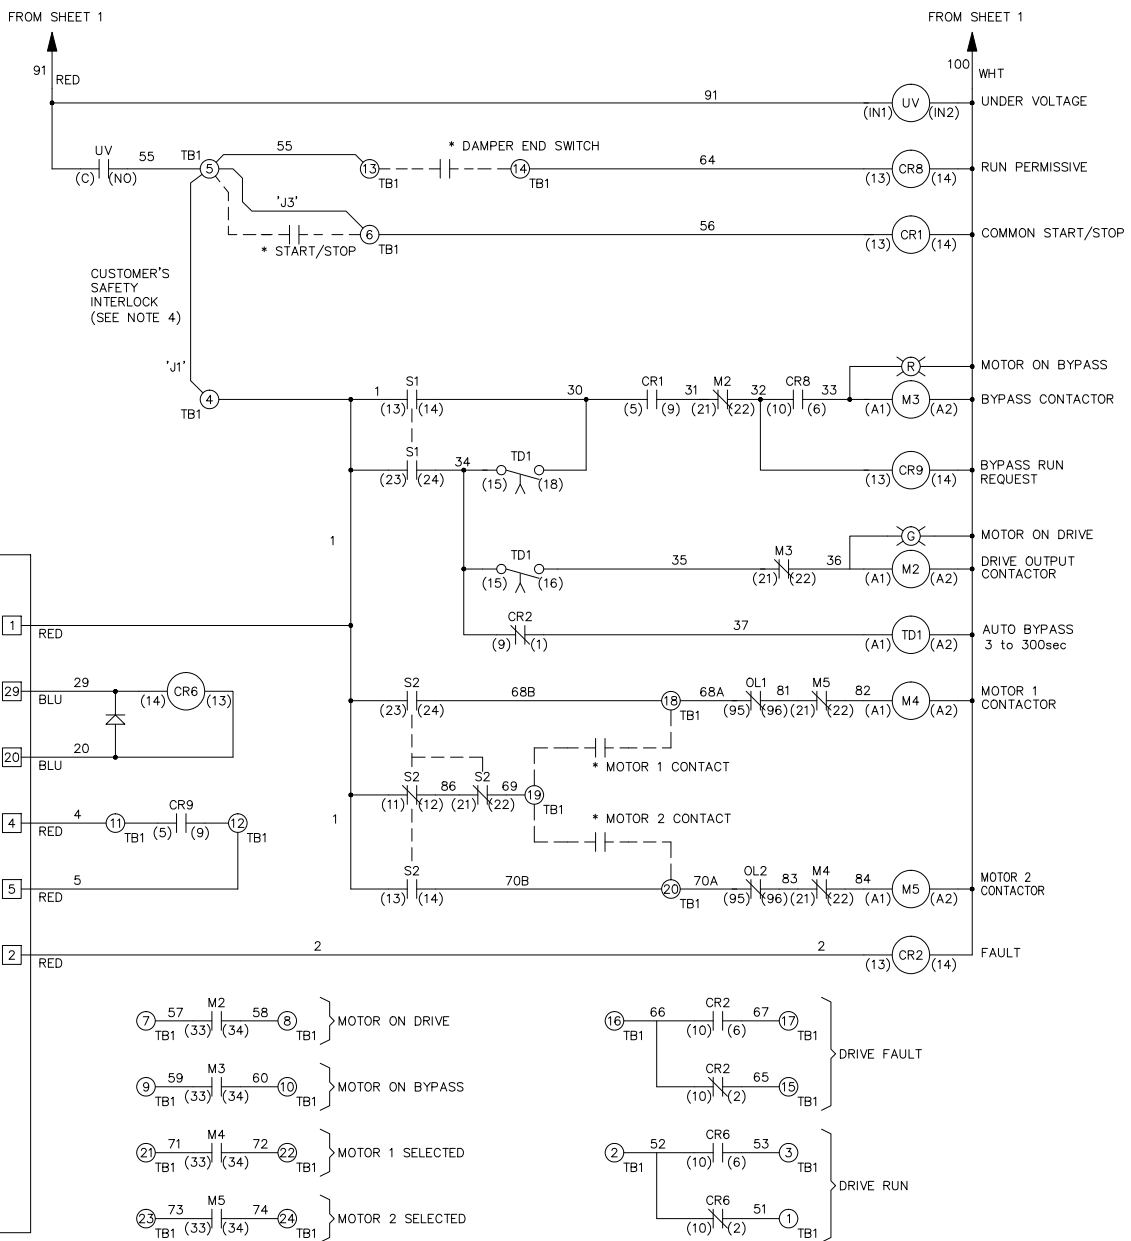 FROM SHEET 1
FROM SHEET 1
91
RED
100
WHT
91
(IN1) UV (IN2)
UNDER VOLTAGE
UV
(C) (NO)
55
TB1
5
55
13
TB1
* DAMPER END SWITCH
14
TB1
64
(13) CR8 (14)
RUN PERMISSIVE
'J3'
* START/STOP
6
TB1
56
(13) CR1 (14)
COMMON START/STOP
CUSTOMER'S
SAFETY
INTERLOCK
(SEE NOTE 4)
'J1'
4
TB1
R
MOTOR ON BYPASS
1
S1
(13) (14)
30
CR1
(5) (9)
31
M2
(21) (22)
32
CR8
(10) (6)
33
(A1) M3 (A2)
BYPASS CONTACTOR
S1
(23) (24)
34
TD1
(15) (18)
(13) CR9 (14)
BYPASS RUN
REQUEST
1
G
MOTOR ON DRIVE
TD1
(15) (16)
35
M3
(21) (22)
36
(A1) M2 (A2)
DRIVE OUTPUT
CONTACTOR
1
RED
CR2
(9) (1)
37
(A1) TD1 (A2)
AUTO BYPASS
3 to 300sec
29
BLU
29
(14) CR6 (13)
S2
(23) (24)
68B
18
TB1
68A
OL1
(95) (96)
81
M5
(21) (22)
82
(A1) M4 (A2)
MOTOR 1
CONTACTOR
20
BLU
20
* MOTOR 1 CONTACT
S2
(11) (12)
86
S2
(21) (22)
69
19
TB1
4
RED
4
11
TB1
CR9
(5) (9)
12
TB1
1
* MOTOR 2 CONTACT
5
RED
5
S2
(13) (14)
70B
20
TB1
70A
OL2
(95) (96)
83
M4
(21) (22)
84
(A1) M5 (A2)
MOTOR 2
CONTACTOR
2
RED
2
2
(13) CR2 (14)
FAULT
7
TB1
57
M2
(33) (34)
58
8
TB1
MOTOR ON DRIVE
9
TB1
59
M3
(33) (34)
60
10
TB1
MOTOR ON BYPASS
21
TB1
71
M4
(33) (34)
72
22
TB1
MOTOR 1 SELECTED
23
TB1
73
M5
(33) (34)
74
24
TB1
MOTOR 2 SELECTED
16
TB1
66
CR2
(10) (6)
67
17
TB1
CR2
(10) (2)
65
15
TB1
DRIVE FAULT
2
TB1
52
CR6
(10) (6)
53
3
TB1
CR6
(10) (2)
51
1
TB1
DRIVE RUN